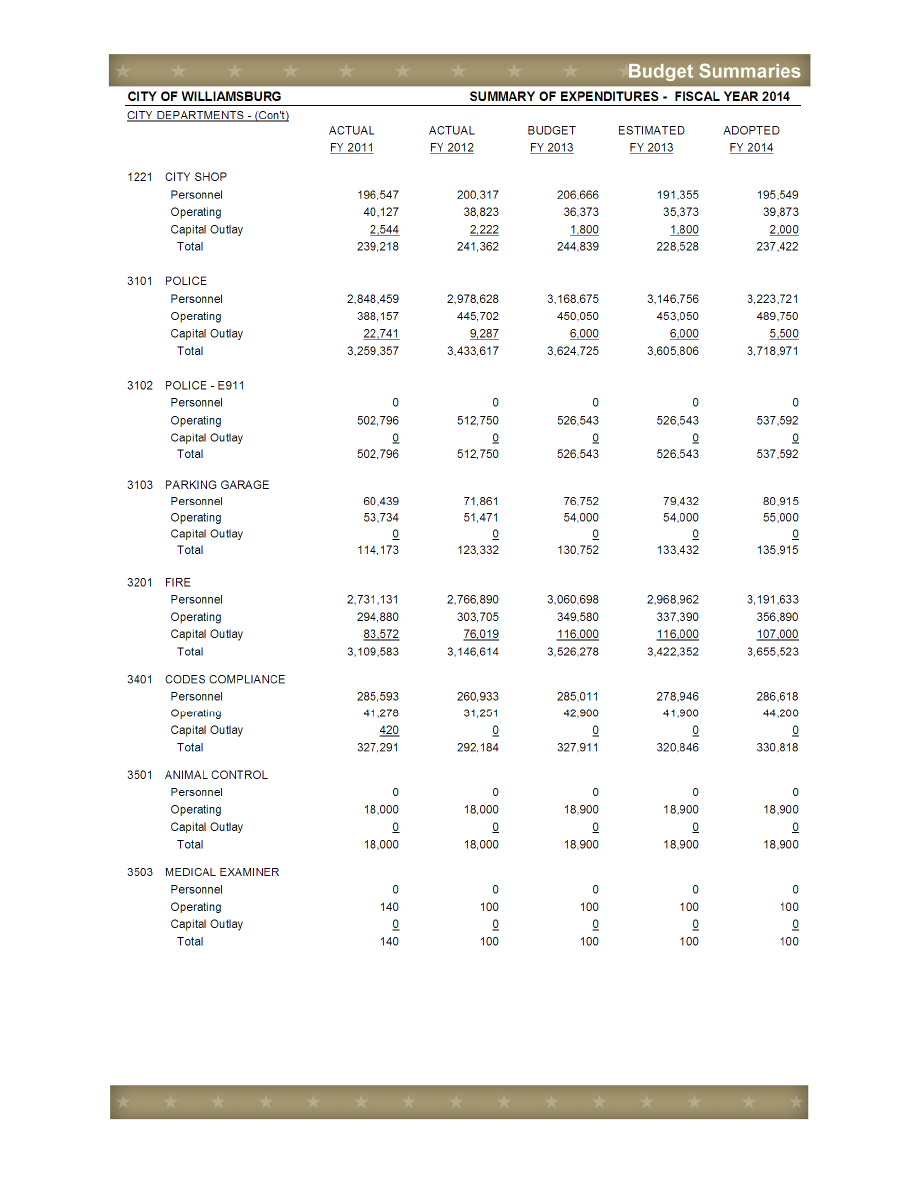 Budget Summaries
CITY OF WILLIAMSBURG SUMMARY OF EXPENDITURES - FISCAL YEAR 2014
CITY DEPARTMENTS - (Con't)
ACTUAL ACTUAL BUDGET ESTIMATED ADOPTED
FY 2011 FY 2012 FY 2013 FY 2013 FY 2014
1221 CITY SHOP
Personnel 196,547 200,317 206,666 191,355 195,549
Operating 40,127 38,823 36,373 35,373 39,873
Capital Outlay 2,544 2,222 1,800 1,800 2,000
Total 239,218 241,362 244,839 228,528 237,422
3101 POLICE
Personnel 2,848,459 2,978,628 3,168,675 3,146,756 3,223,721
Operating 388,157 445,702 450,050 453,050 489,750
Capital Outlay 22,741 9,287 6,000 6,000 5,500
Total 3,259,357 3,433,617 3,624,725 3,605,806 3,718,971
3102 POLICE - E911
Personnel 0 0 0 0 0
Operating 502,796 512,750 526,543 526,543 537,592
Capital Outlay 0 0 0 0 0
Total 502,796 512,750 526,543 526,543 537,592
3103 PARKING GARAGE
Personnel 60,439 71,861 76,752 79,432 80,915
Operating 53,734 51,471 54,000 54,000 55,000
Capital Outlay 0 0 0 0 0
Total 114,173 123,332 130,752 133,432 135,915
3201 FIRE
Personnel 2,731,131 2,766,890 3,060,698 2,968,962 3,191,633
Operating 294,880 303,705 349,580 337,390 356,890
Capital Outlay 83,572 76,019 116,000 116,000 107,000
Total 3,109,583 3,146,614 3,526,278 3,422,352 3,655,523
3401 CODES COMPLIANCE
Personnel 285,593 260,933 285,011 278,946 286,618
Operating 41,278 31,251 42,900 41,900 44,200
Capital Outlay 420 0 0 0 0
Total 327,291 292,184 327,911 320,846 330,818
3501 ANIMAL CONTROL
Personnel 0 0 0 0 0
Operating 18,000 18,000 18,900 18,900 18,900
Capital Outlay 0 0 0 0 0
Total 18,000 18,000 18,900 18,900 18,900
3503 MEDICAL EXAMINER
Personnel 0 0 0 0 0
Operating 140 100 100 100 100
Capital Outlay 0 0 0 0 0
Total 140 100 100 100 100